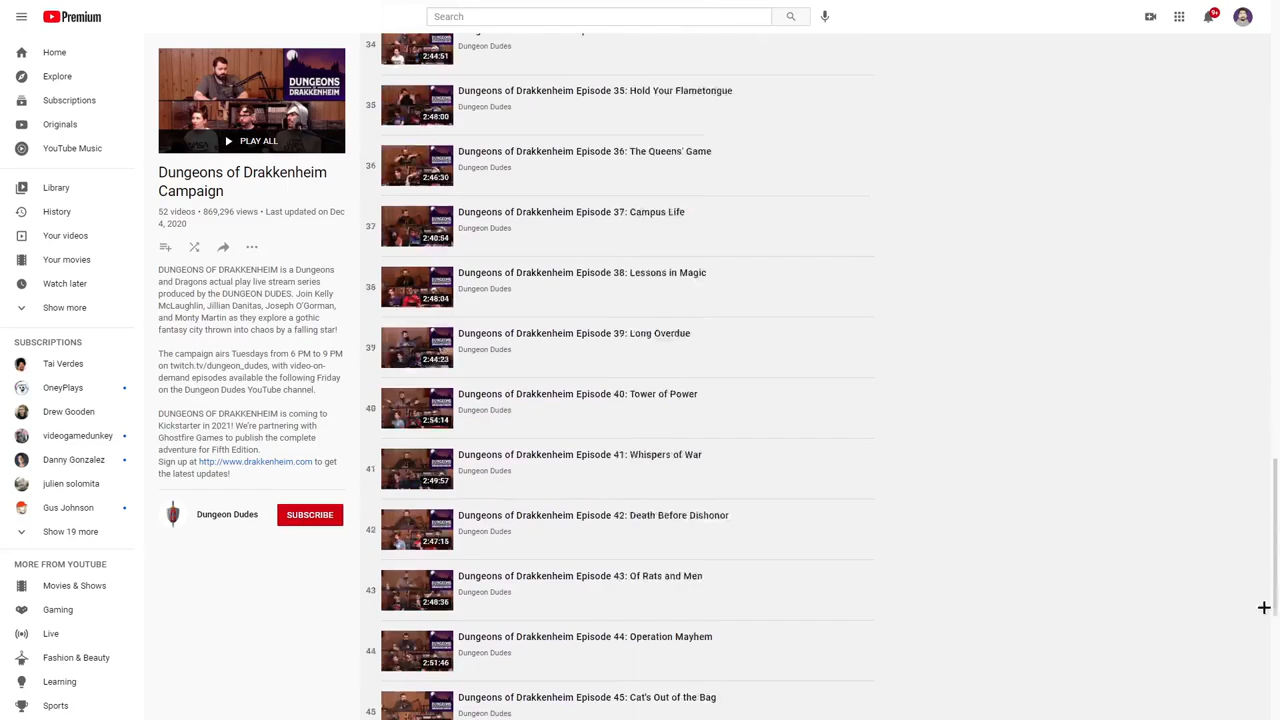 Premium
Search
9+
Home
Explore
Subscriptions
Originals
YouTube Music
Library
History
Your videos
Your movies
Watch later
Show more
SUBSCRIPTIONS
Tai Verdes
OneyPlays
Drew Gooden
videogamedunkey
Danny Gonzalez
julien solomita
Gus Johnson
Show 19 more
MORE FROM YOUTUBE
Movies & Shows
Gaming
Live
Fashion & Beauty
Learning
Sports
DUNGEONS
DRAKKENHEIM
PLAY ALL
Dungeons of Drakkenheim
Campaign
52 videos • 869,296 views • Last updated on Dec
4, 2020
DUNGEONS OF DRAKKENHEIM is a Dungeons
and Dragons actual play live stream series
produced by the DUNGEON DUDES. Join Kelly
McLaughlin, Jillian Danitas, Joseph O'Gorman,
and Monty Martin as they explore a gothic
fantasy city thrown into chaos by a falling star!
The campaign airs Tuesdays from 6 PM to 9 PM
on twitch.tv/dungeon_dudes, with video-on-
demand episodes available the following Friday
on the Dungeon Dudes YouTube channel.
DUNGEONS OF DRAKKENHEIM is coming to
Kickstarter in 2021! We're partnering with
Ghostfire Games to publish the complete
adventure for Fifth Edition.
Sign up at http://www.drakkenheim.com to get
the latest updates!
Dungeon Dudes
SUBSCRIBE
34
2:44:51
Dungeon Dudes
35
2:48:00
Dungeons of Drakkenheim Episode 35: Hold Your Flametongue
Dungeon Dudes
36
2:46:30
Dungeons of Drakkenheim Episode 36: The Queens' Game
Dungeon Dudes
37
2:40:54
Dungeons of Drakkenheim Episode 37: Campus Life
Dungeon Dudes
38
2:48:04
Dungeons of Drakkenheim Episode 38: Lessons in Magic
Dungeon Dudes
39
2:44:23
Dungeons of Drakkenheim Episode 39: Long Overdue
Dungeon Dudes
40
2:54:14
Dungeons of Drakkenheim Episode 40: Tower of Power
Dungeon Dudes
41
2:49:57
Dungeons of Drakkenheim Episode 41: Whispers of War
Dungeon Dudes
42
2:47:15
Dungeons of Drakkenheim Episode 42: Death Before Dishonor
Dungeon Dudes
43
2:48:36
Dungeons of Drakkenheim Episode 43: Of Rats and Men
Dungeon Dudes
44
2:51:46
Dungeons of Drakkenheim Episode 44: Operation Mayhem
Dungeon Dudes
45
Dungeons of Drakkenheim Episode 45: Cat's Out of the Bag
Dungeon Dudes